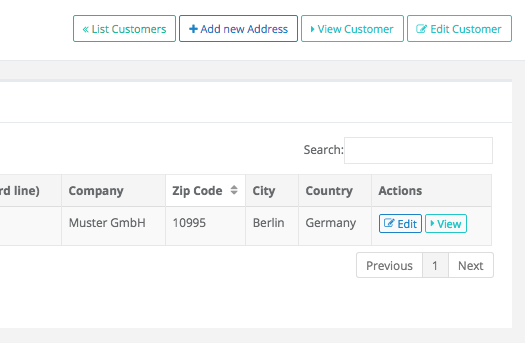 « List Customers + Add new Address View Customer Edit Customer
Search:
rd line) Company Zip Code City Country Actions
Muster GmbH 10995 Berlin Germany Edit View
Previous 1 Next